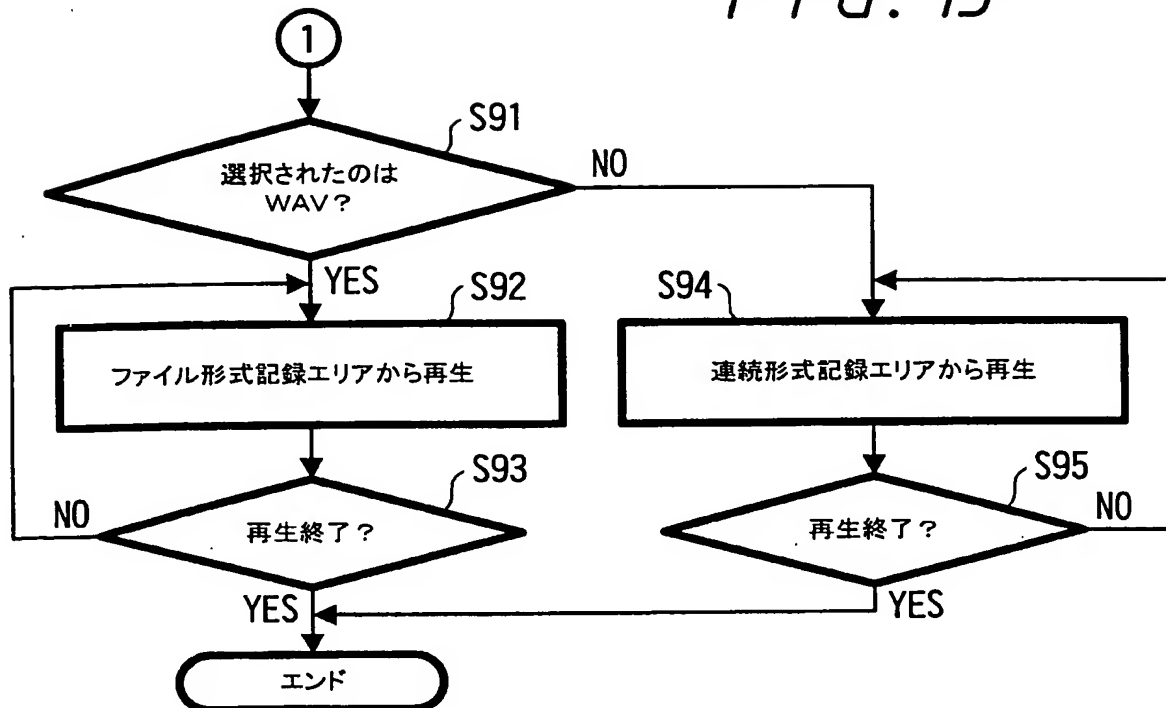 1
S91
選択されたのは
WAV?
NO
YES
S92
S94
ファイル形式記録エリアから再生
連続形式記録エリアから再生
S93
S95
NO
再生終了?
再生終了?
NO
YES
YES
エンド